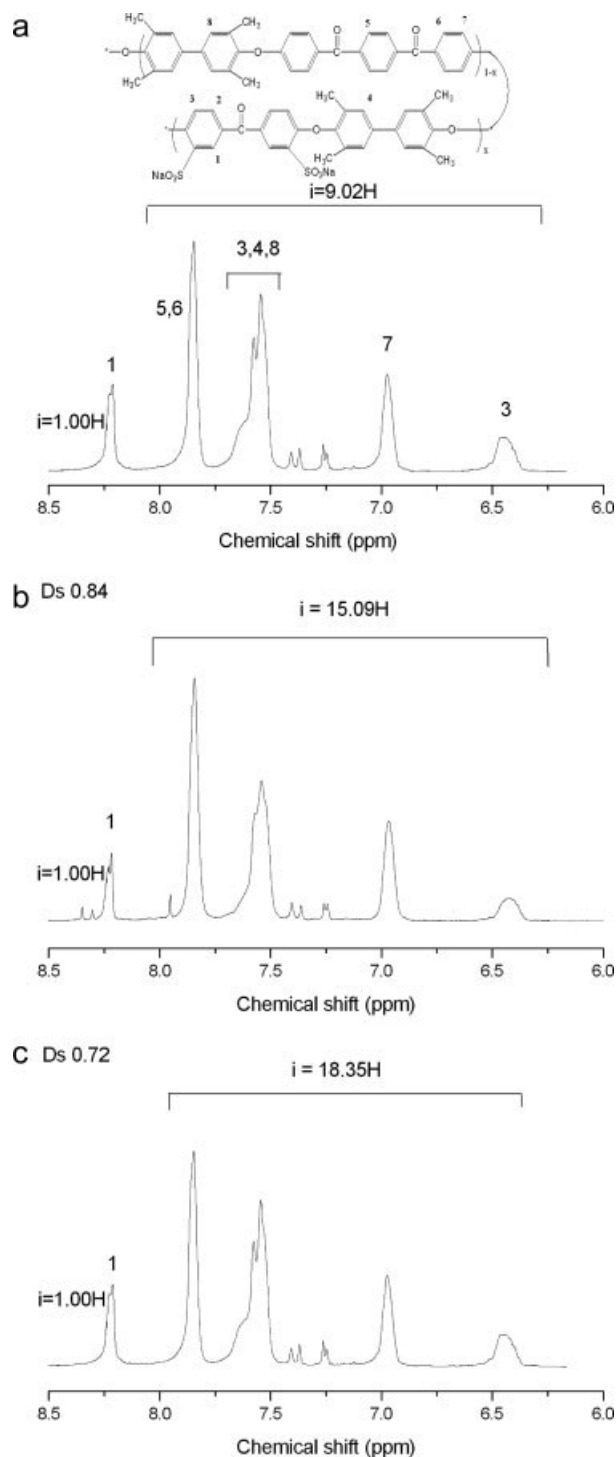 a
H₃C 8 CH₃ O 5 O 6 7
*—O
H₃C CH₃ O 1-x
3 2 O H₃C 4 CH₃
* O O x
1 H₃C CH₃
NaO₃S SO₃Na
i=9.02H
3,4,8
5,6
7
1
3
i=1.00H
8.5 8.0 7.5 7.0 6.5 6.0
Chemical shift (ppm)
b Ds 0.84
i = 15.09H
1
i=1.00H
8.5 8.0 7.5 7.0 6.5 6.0
Chemical shift (ppm)
c Ds 0.72
i = 18.35H
1
i=1.00H
8.5 8.0 7.5 7.0 6.5 6.0
Chemical shift (ppm)